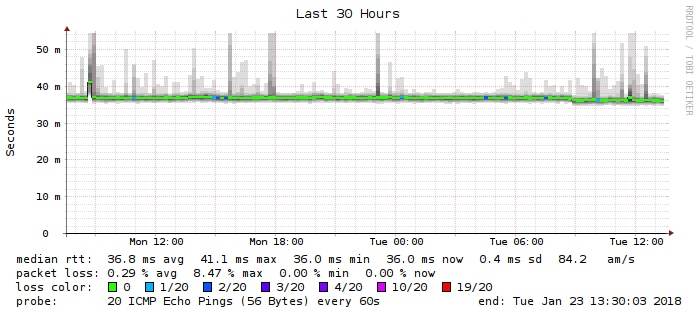 Last 30 Hours
RRDTOOL / TOBI OETIKER
Seconds
50 m
40 m
30 m
20 m
10 m
0
Mon 12:00 Mon 18:00 Tue 00:00 Tue 06:00 Tue 12:00
median rtt: 36.8 ms avg 41.1 ms max 36.0 ms min 36.0 ms now 0.4 ms sd 84.2 am/s
packet loss: 0.29 % avg 8.47 % max 0.00 % min 0.00 % now
loss color: 0 1/20 2/20 3/20 4/20 10/20 19/20
probe: 20 ICMP Echo Pings (56 Bytes) every 60s end: Tue Jan 23 13:30:03 2018